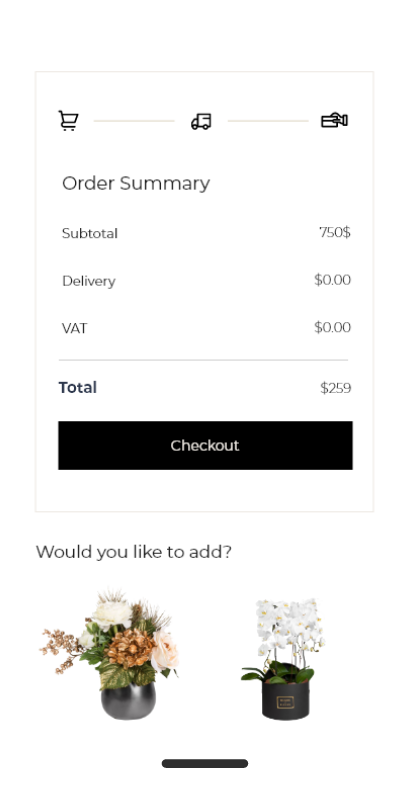 Order Summary
Subtotal 750$
Delivery $0.00
VAT $0.00
Total $259
Checkout
Would you like to add?